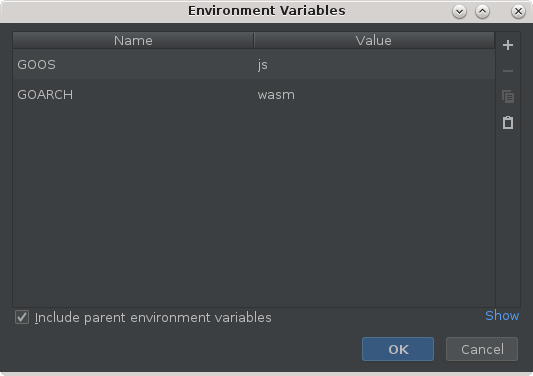 Environment Variables
Name Value
GOOS js
GOARCH wasm
Include parent environment variables Show
OK Cancel